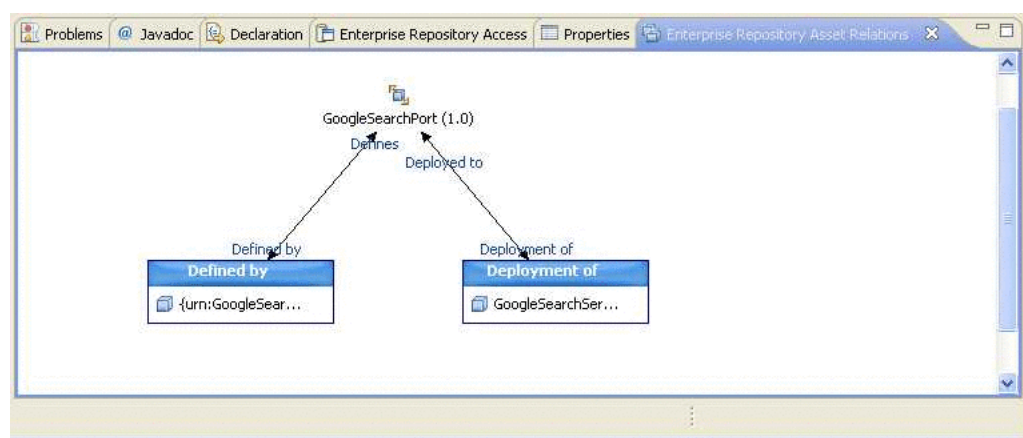 Problems @ Javadoc Declaration Enterprise Repository Access Properties Enterprise Repository Asset Relations
GoogleSearchPort (1.0)
Defines
Deployed to
Defined by Deployment of
Defined by Deployment of
{urn:GoogleSear... GoogleSearchSer...